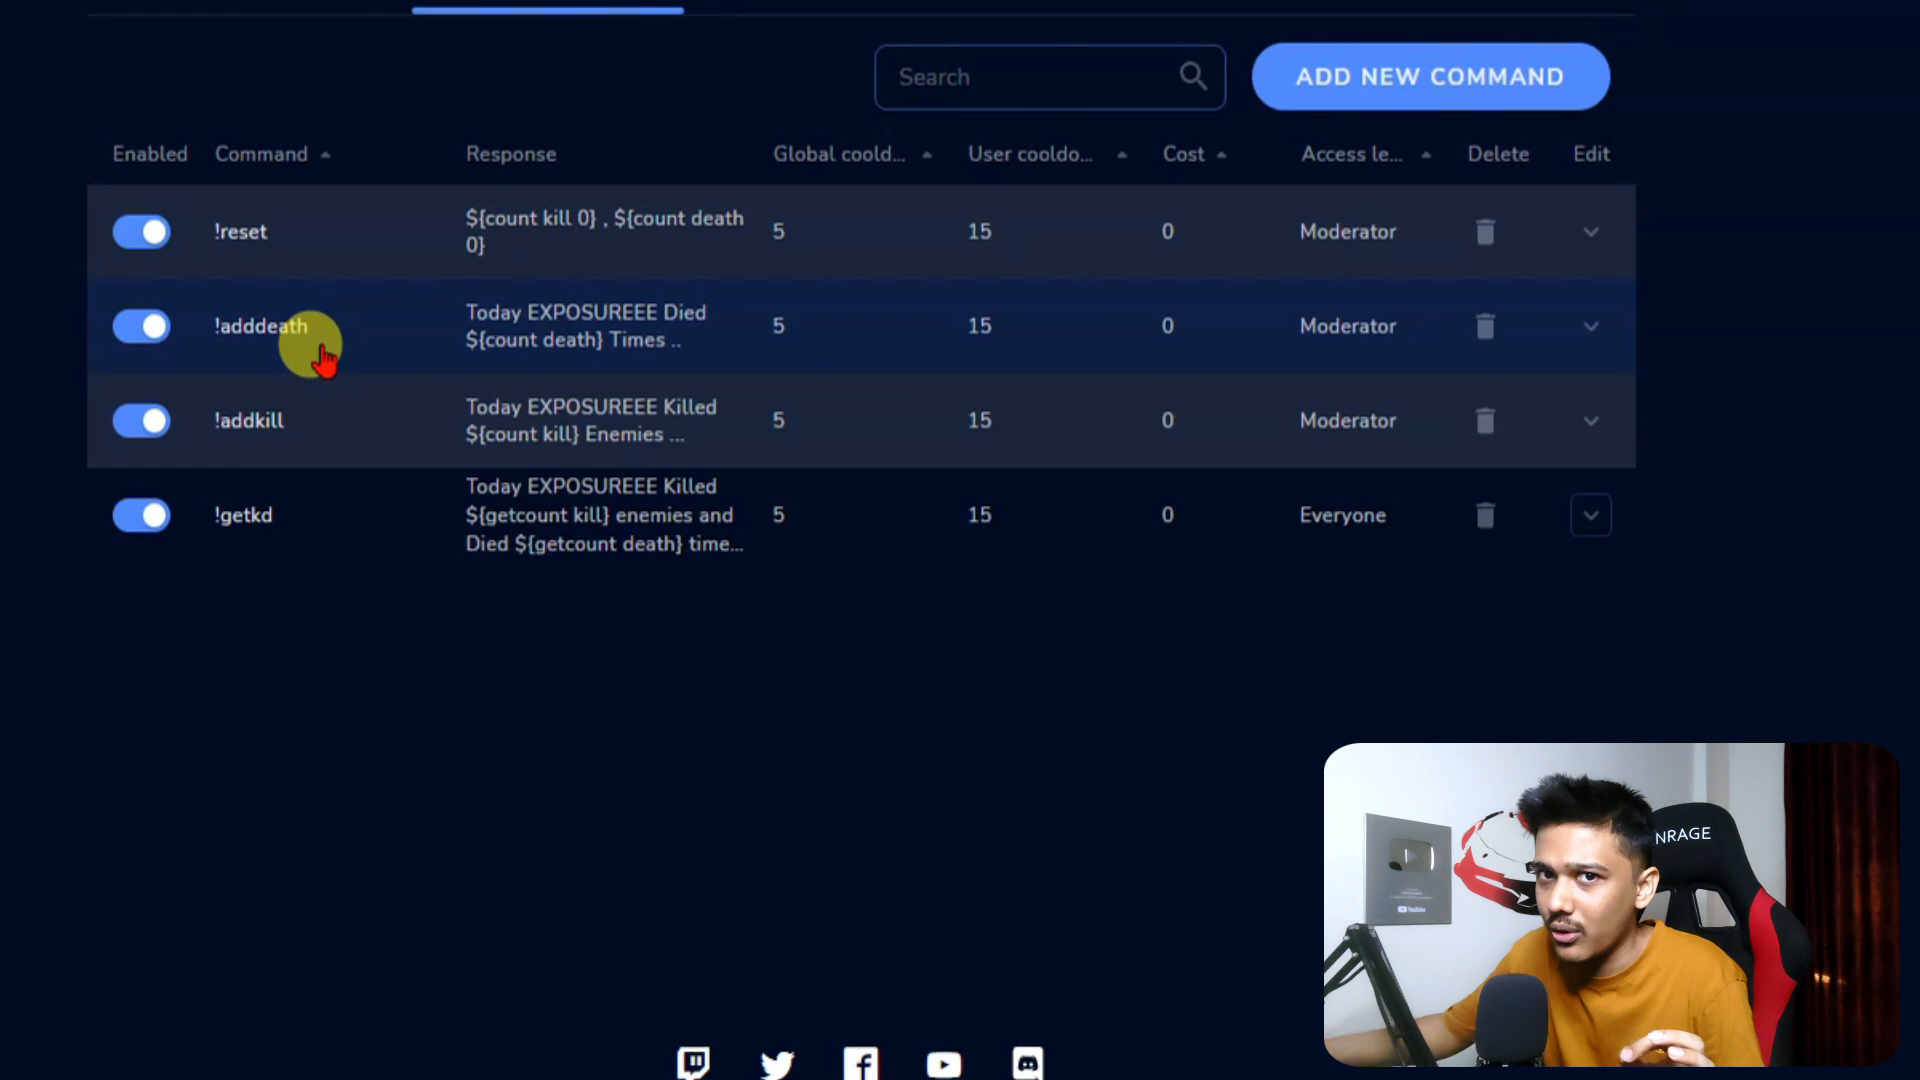 Search
ADD NEW COMMAND
Enabled Command Response Global coold... User cooldo... Cost Access le... Delete Edit
!reset ${count kill 0} , ${count death 5 15 0 Moderator
0}
!adddeath Today EXPOSUREEE Died 5 15 0 Moderator
${count death} Times ..
!addkill Today EXPOSUREEE Killed 5 15 0 Moderator
${count kill} Enemies ...
!getkd Today EXPOSUREEE Killed 5 15 0 Everyone
${getcount kill} enemies and
Died ${getcount death} time...
NRAGE
YouTube